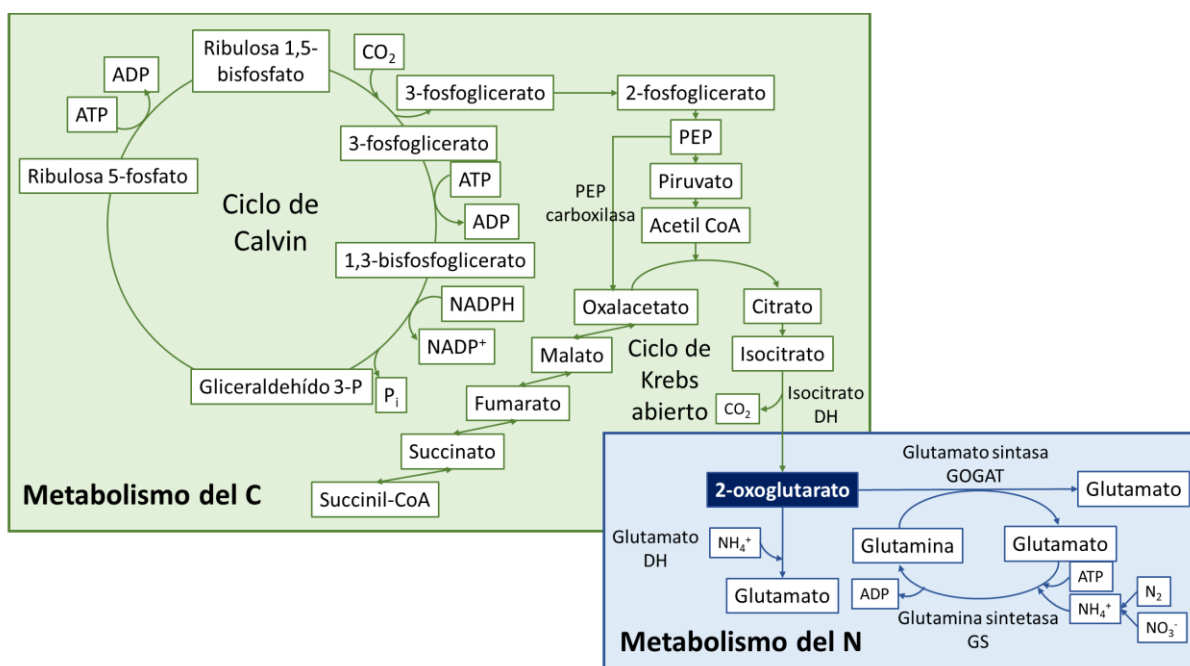 Ribulosa 1,5-
bisfosfato
CO2
ADP
ATP
3-fosfoglicerato
2-fosfoglicerato
3-fosfoglicerato
PEP
Ribulosa 5-fosfato
Ciclo de
Calvin
ATP
ADP
PEP
carboxilasa
Piruvato
Acetil CoA
1,3-bisfosfoglicerato
NADPH
NADP+
Oxalacetato
Citrato
Malato
Ciclo de
Krebs
abierto
Isocitrato
Gliceraldehído 3-P
Pi
Fumarato
CO2
Isocitrato
DH
Succinato
Succinil-CoA
Metabolismo del C
2-oxoglutarato
Glutamato sintasa
GOGAT
Glutamato
Glutamato
DH
NH4+
Glutamina
Glutamato
Glutamato
ADP
ATP
NH4+
N2
NO3-
Glutamina sintetasa
GS
Metabolismo del N